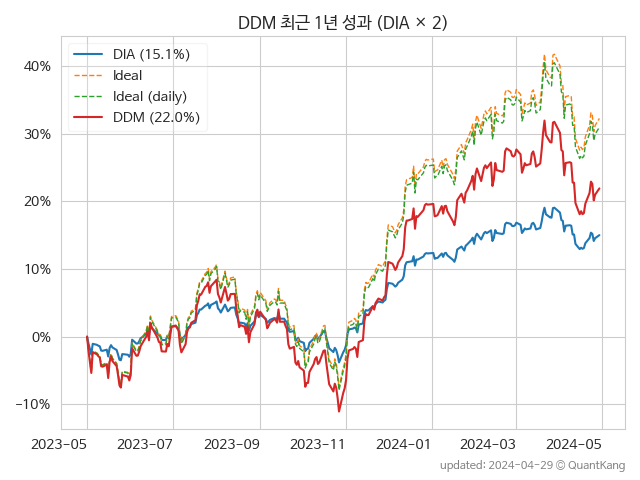 DDM 최근 1년 성과 (DIA × 2)
DIA (15.1%)
Ideal
Ideal (daily)
DDM (22.0%)
40%
30%
20%
10%
0%
−10%
2023−05 2023−07 2023−09 2023−11 2024−01 2024−03 2024−05
updated: 2024-04-29 © QuantKang